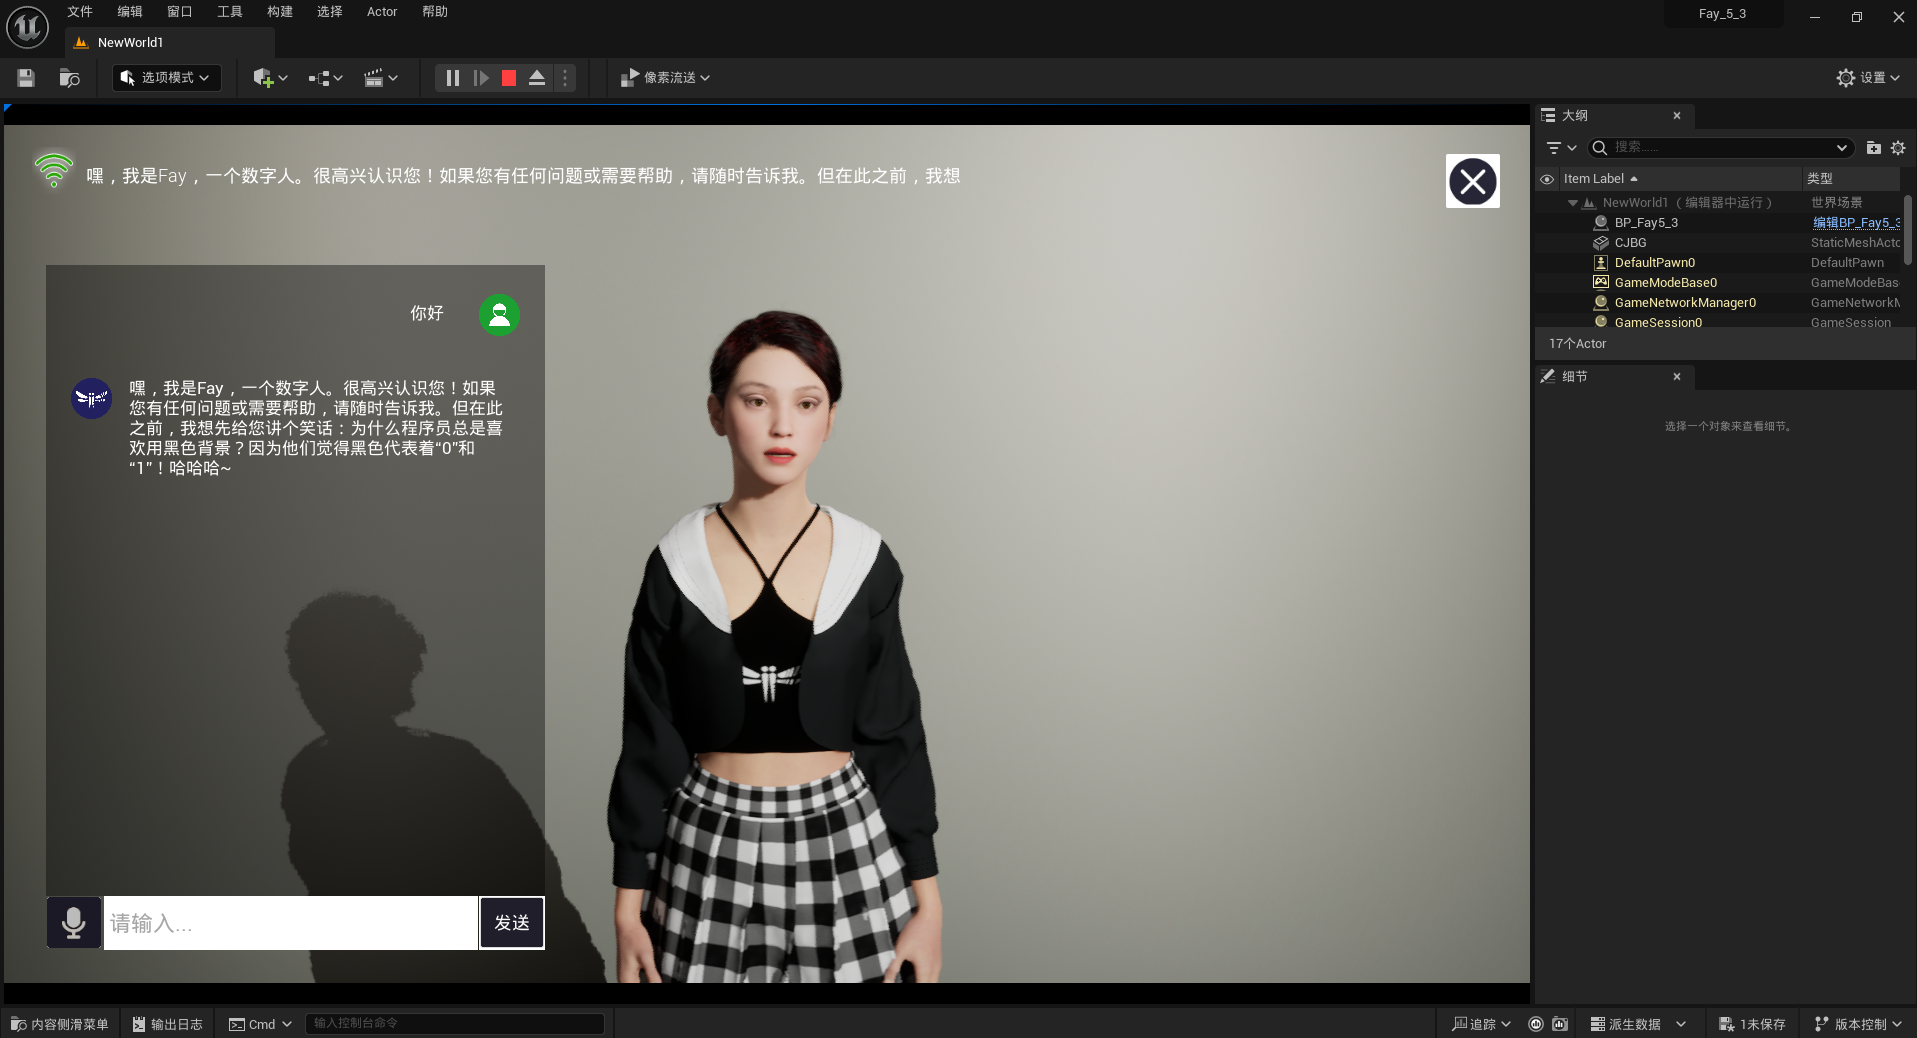 文件 编辑 窗口 工具 构建 选择 Actor 帮助
Fay_5_3
NewWorld1
选项模式
像素流送
设置
嘿，我是Fay，一个数字人。很高兴认识您！如果您有任何问题或需要帮助，请随时告诉我。但在此之前，我想
你好
嘿，我是Fay，一个数字人。很高兴认识您！如果
您有任何问题或需要帮助，请随时告诉我。但在此
之前，我想先给您讲个笑话：为什么程序员总是喜
欢用黑色背景？因为他们觉得黑色代表着“0”和
“1”！哈哈哈~
请输入...
发送
大纲
搜索......
Item Label 类型
NewWorld1（编辑器中运行） 世界场景
BP_Fay5_3 编辑BP_Fay5_3
CJBG StaticMeshActo
DefaultPawn0 DefaultPawn
GameModeBase0 GameModeBas
GameNetworkManager0 GameNetworkM
GameSession0 GameSession
17个Actor
细节
选择一个对象来查看细节。
内容侧滑菜单 输出日志 Cmd 输入控制台命令 追踪 派生数据 1未保存 版本控制